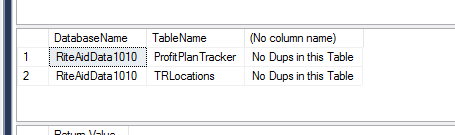 DatabaseName TableName (No column name)
1 RiteAidData1010 ProfitPlanTracker No Dups in this Table
2 RiteAidData1010 TRLocations No Dups in this Table
Return Value